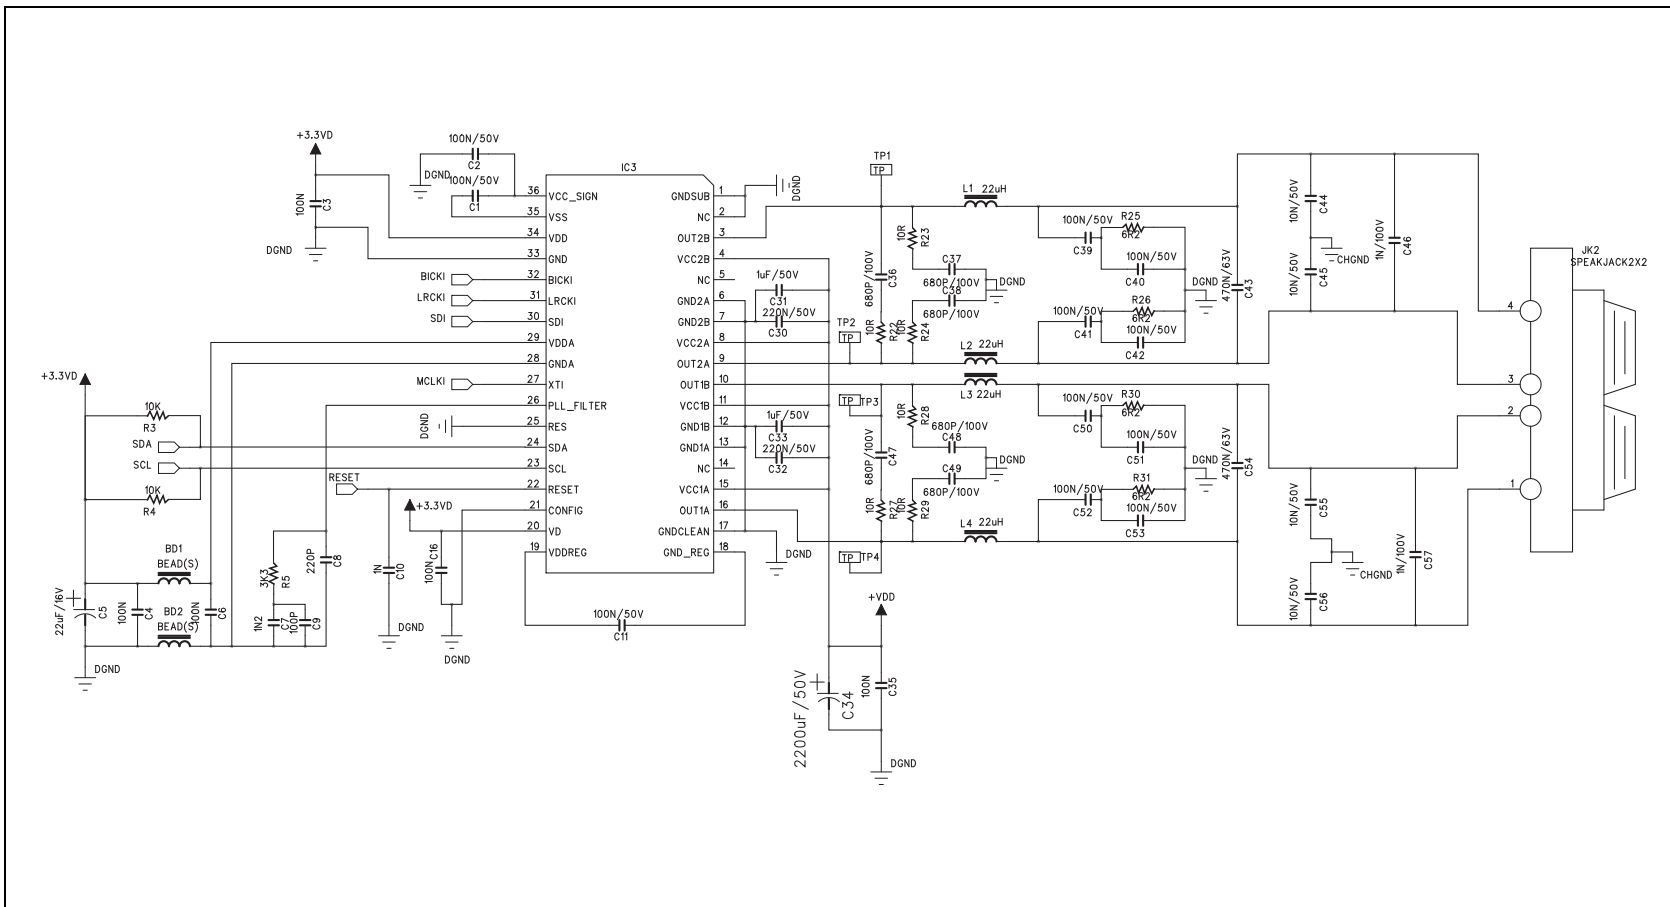 +3.3VD
100N
C3
DGND
100N/50V
C2
DGND
100N/50V
C1
IC3
36 VCC_SIGN
35 VSS
34 VDD
33 GND
BICKI 32 BICKI
LRCKI 31 LRCKI
SDI 30 SDI
29 VDDA
28 GNDA
MCLKI 27 XTI
26 PLL_FILTER
DGND 25 RES
24 SDA
23 SCL
22 RESET
21 CONFIG
20 VD
19 VDDREG
GNDSUB 1
NC 2
OUT2B 3
VCC2B 4
NC 5
GND2A 6
GND2B 7
VCC2A 8
OUT2A 9
OUT1B 10
VCC1B 11
GND1B 12
GND1A 13
NC 14
VCC1A 15
OUT1A 16
GNDCLEAN 17
GND_REG 18
DGND
DGND
+3.3VD
10K
R3
SDA
SCL
10K
R4
RESET
+3.3VD
BD1
BEAD(S)
BD2
BEAD(S)
22uF/16V
C5
100N
C4
100N
C6
DGND
3K3
R5
220P
C8
1N2
C7
100P
C9
1N
C10
DGND
100N
C16
DGND
100N/50V
C11
1uF/50V
C31
220N/50V
C30
1uF/50V
C33
220N/50V
C32
TP1
TP
TP2
TP
TP TP3
TP TP4
+VDD
2200uF/50V
C34
100N
C35
DGND
680P/100V
C36
10R
R22
10R
R23
C37
680P/100V
C38
680P/100V
10R
R24
DGND
L1 22uH
L2 22uH
L3 22uH
L4 22uH
680P/100V
C47
10R
R27
10R
R28
680P/100V
C48
C49
680P/100V
10R
R29
DGND
100N/50V
C39
R25
6R2
100N/50V
C40
DGND
100N/50V
C41
R26
6R2
100N/50V
C42
100N/50V
C50
R30
6R2
100N/50V
C51
DGND
100N/50V
C52
R31
6R2
100N/50V
C53
470N/63V
C43
470N/63V
C54
10N/50V
C44
CHGND
10N/50V
C45
1N/100V
C46
10N/50V
C55
CHGND
10N/50V
C56
1N/100V
C57
JK2
SPEAKJACK2X2
4
3
2
1